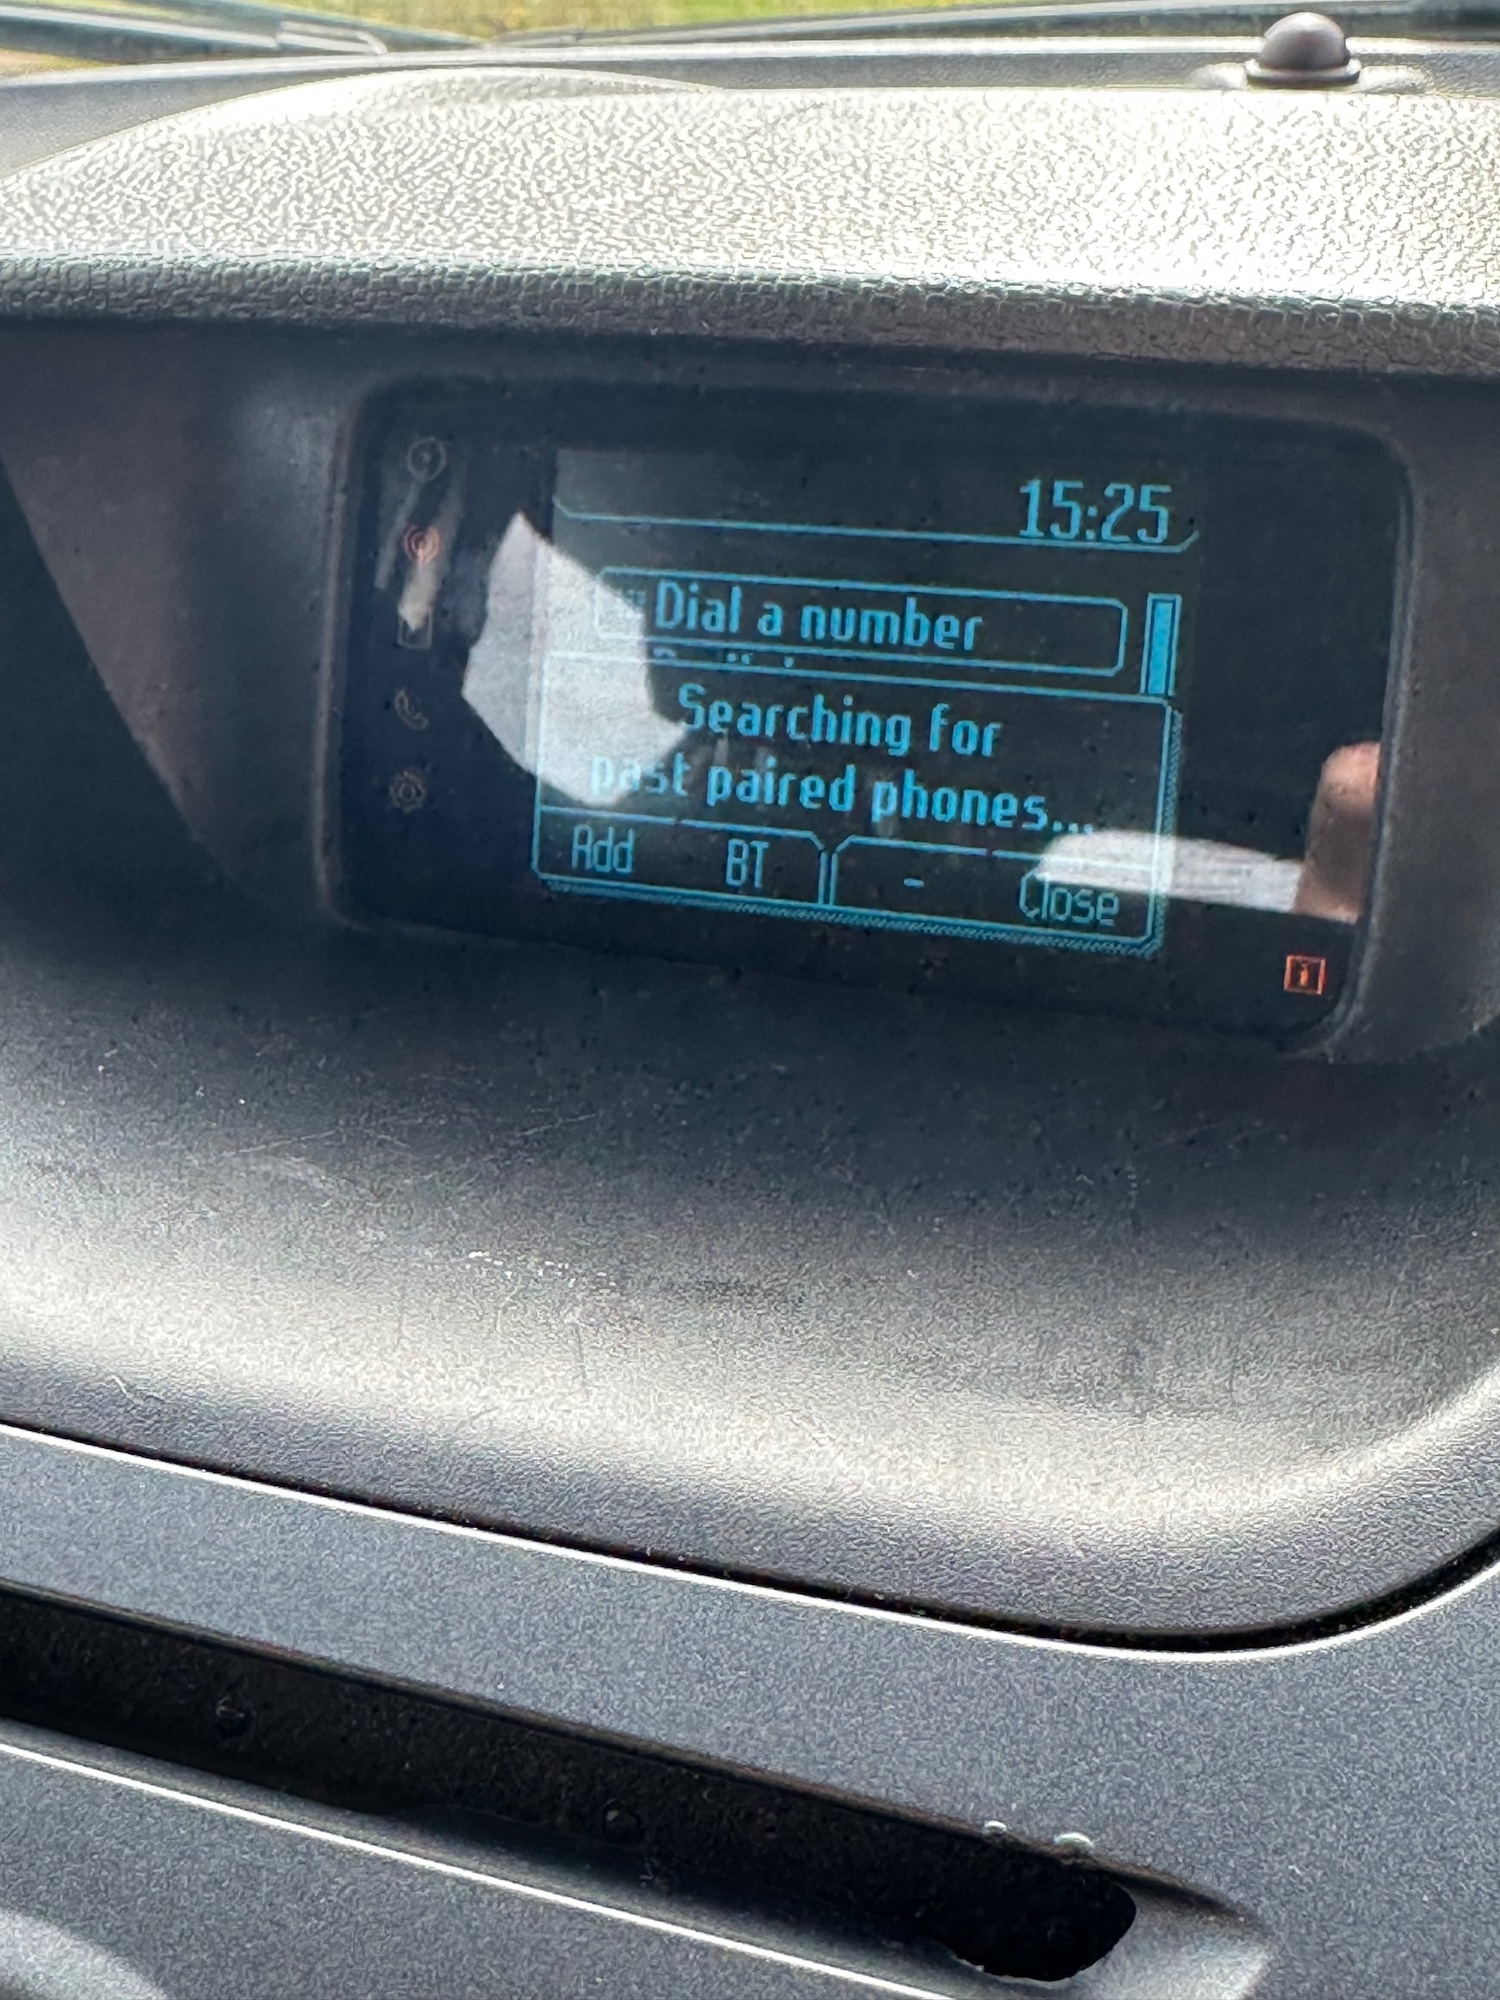 15:25
Dial a number
Searching for
past paired phones...
Add BT - Close